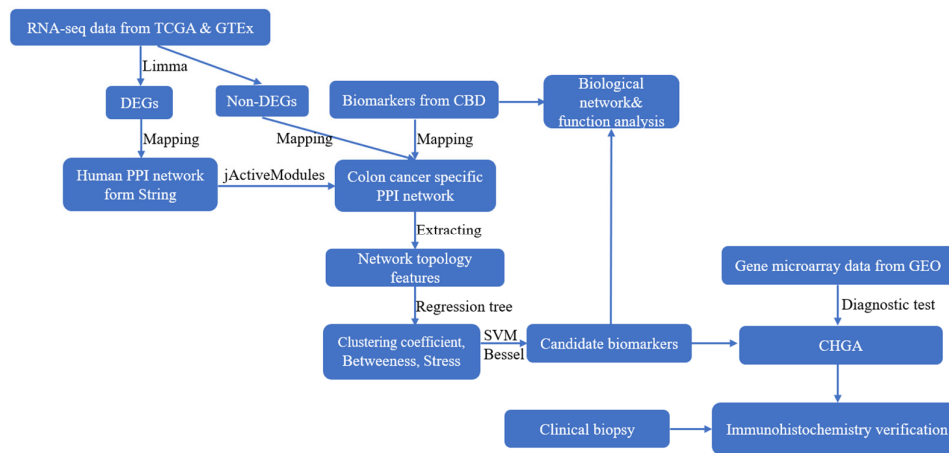 RNA-seq data from TCGA & GTEx
Limma
DEGs
Non-DEGs
Biomarkers from CBD
Biological
network&
function analysis
Mapping
Mapping
Mapping
Human PPI network
form String
jActiveModules
Colon cancer specific
PPI network
Extracting
Network topology
features
Gene microarray data from GEO
Regression tree
Diagnostic test
Clustering coefficient,
Betweeness, Stress
SVM
Bessel
Candidate biomarkers
CHGA
Clinical biopsy
Immunohistochemistry verification